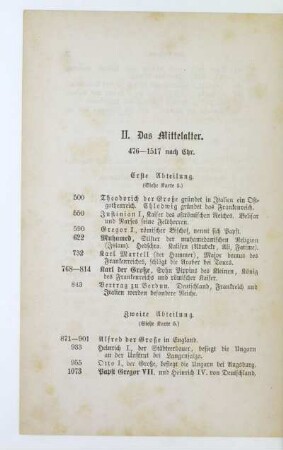 II. Das Mittelalter.
476—1517 nach Chr.
Erste Abteilung.
(Siehe Karte 5.)
500 Theoderich der Große gründet in Italien ein Ost-
gothenreich. Chlodwig gründet das Frankenreich.
550 Justinian I., Kaiser des oströmischen Reiches. Belisar
und Narses seine Feldherren.
590 Gregor I., römischer Bischof, nennt sich Papst.
622 Muhamed, Stifter der muhamedanischen Religion
(Islam). Hedschra. Kalifen (Abubekr, Ali, Fatime).
732 Karl Martell (der Hammer), Major domus des
Frankenreiches, schlägt die Araber bei Tours.
768—814 Karl der Große, Sohn Pipins des Kleinen, König
des Frankenreichs und römischer Kaiser.
843 Vertrag zu Verdun. Deutschland, Frankreich und
Italien werden besondere Reiche.
Zweite Abteilung.
(Siehe Karte 6.)
871—901 Alfred der Große in England.
933 Heinrich I., der Städteerbauer, besiegt die Ungarn
an der Unstrut bei Langensalza.
955 Otto I., der Große, besiegt die Ungarn bei Augsburg.
1073 Papst Gregor VII. und Heinrich IV. von Deutschland.